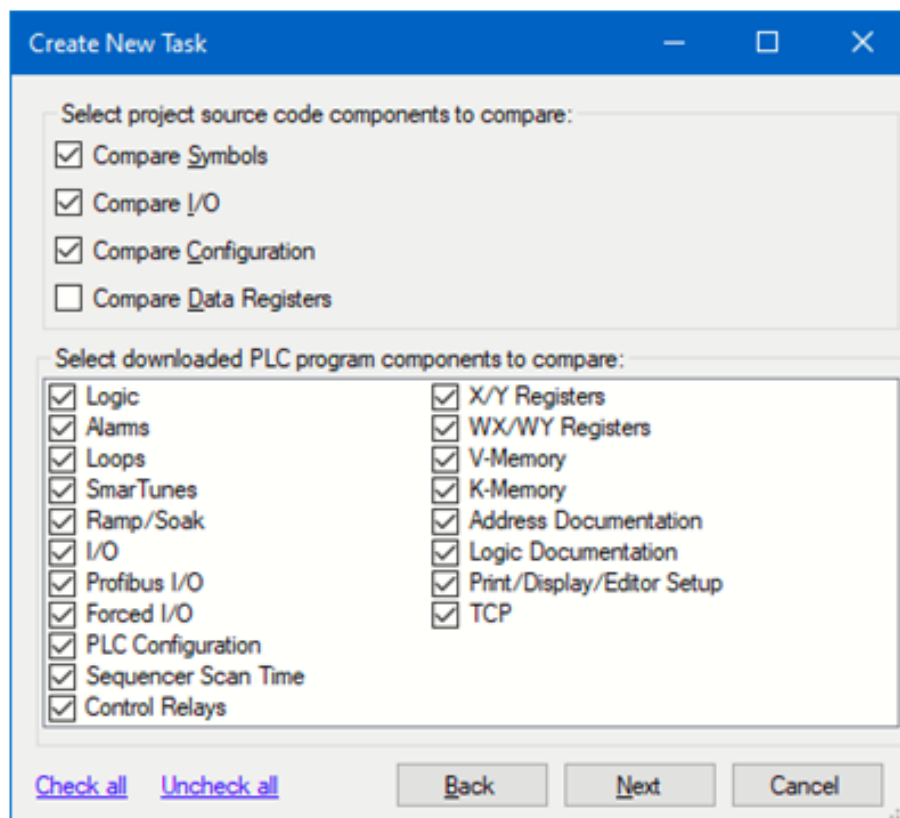 Create New Task
Select project source code components to compare:
Compare Symbols
Compare I/O
Compare Configuration
Compare Data Registers
Select downloaded PLC program components to compare:
Logic
Alarms
Loops
SmarTunes
Ramp/Soak
I/O
Profibus I/O
Forced I/O
PLC Configuration
Sequencer Scan Time
Control Relays
X/Y Registers
WX/WY Registers
V-Memory
K-Memory
Address Documentation
Logic Documentation
Print/Display/Editor Setup
TCP
Check all Uncheck all Back Next Cancel